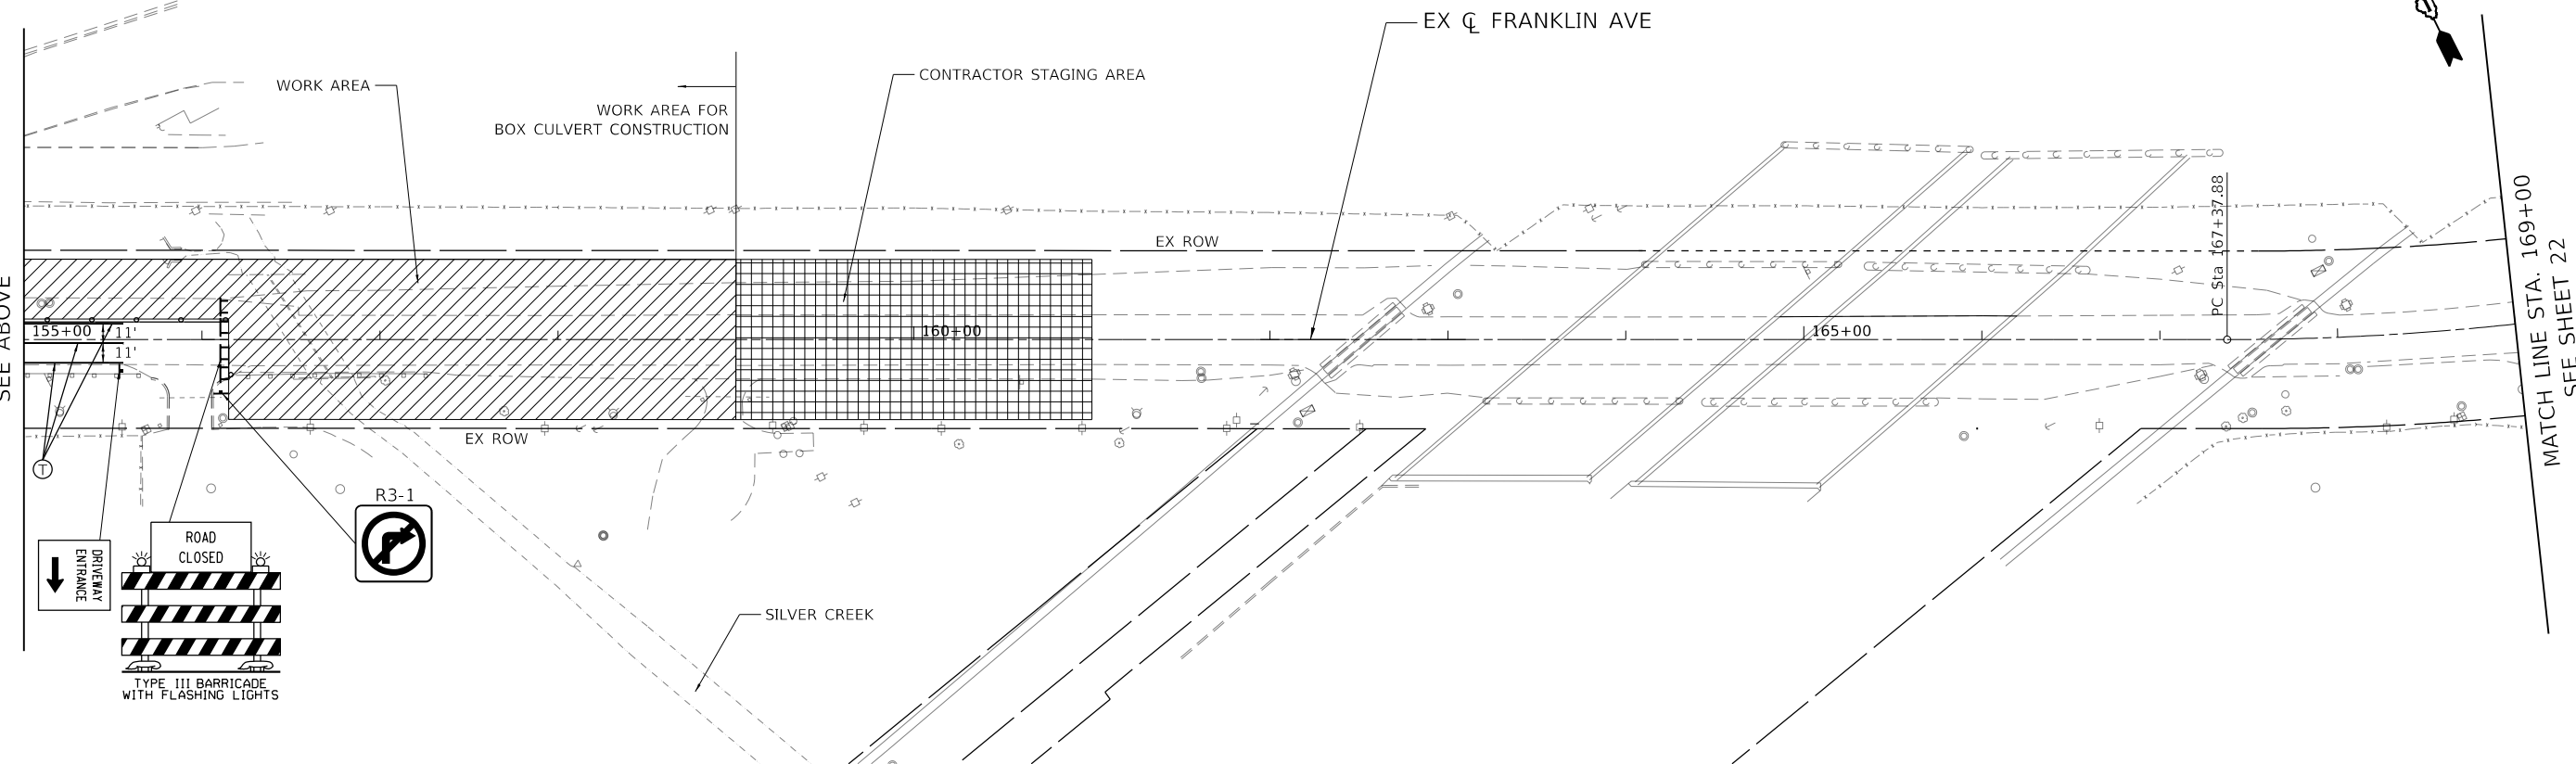 EX ℄ FRANKLIN AVE
CONTRACTOR STAGING AREA
WORK AREA
WORK AREA FOR
BOX CULVERT CONSTRUCTION
EX ROW
PC Sta 167+37.88
MATCH LINE STA. 169+00
SEE SHEET 22
SEE ABOVE
155+00
11'
11'
160+00
165+00
EX ROW
T
R3-1
ROAD
CLOSED
DRIVEWAY
ENTRANCE
SILVER CREEK
TYPE III BARRICADE
WITH FLASHING LIGHTS